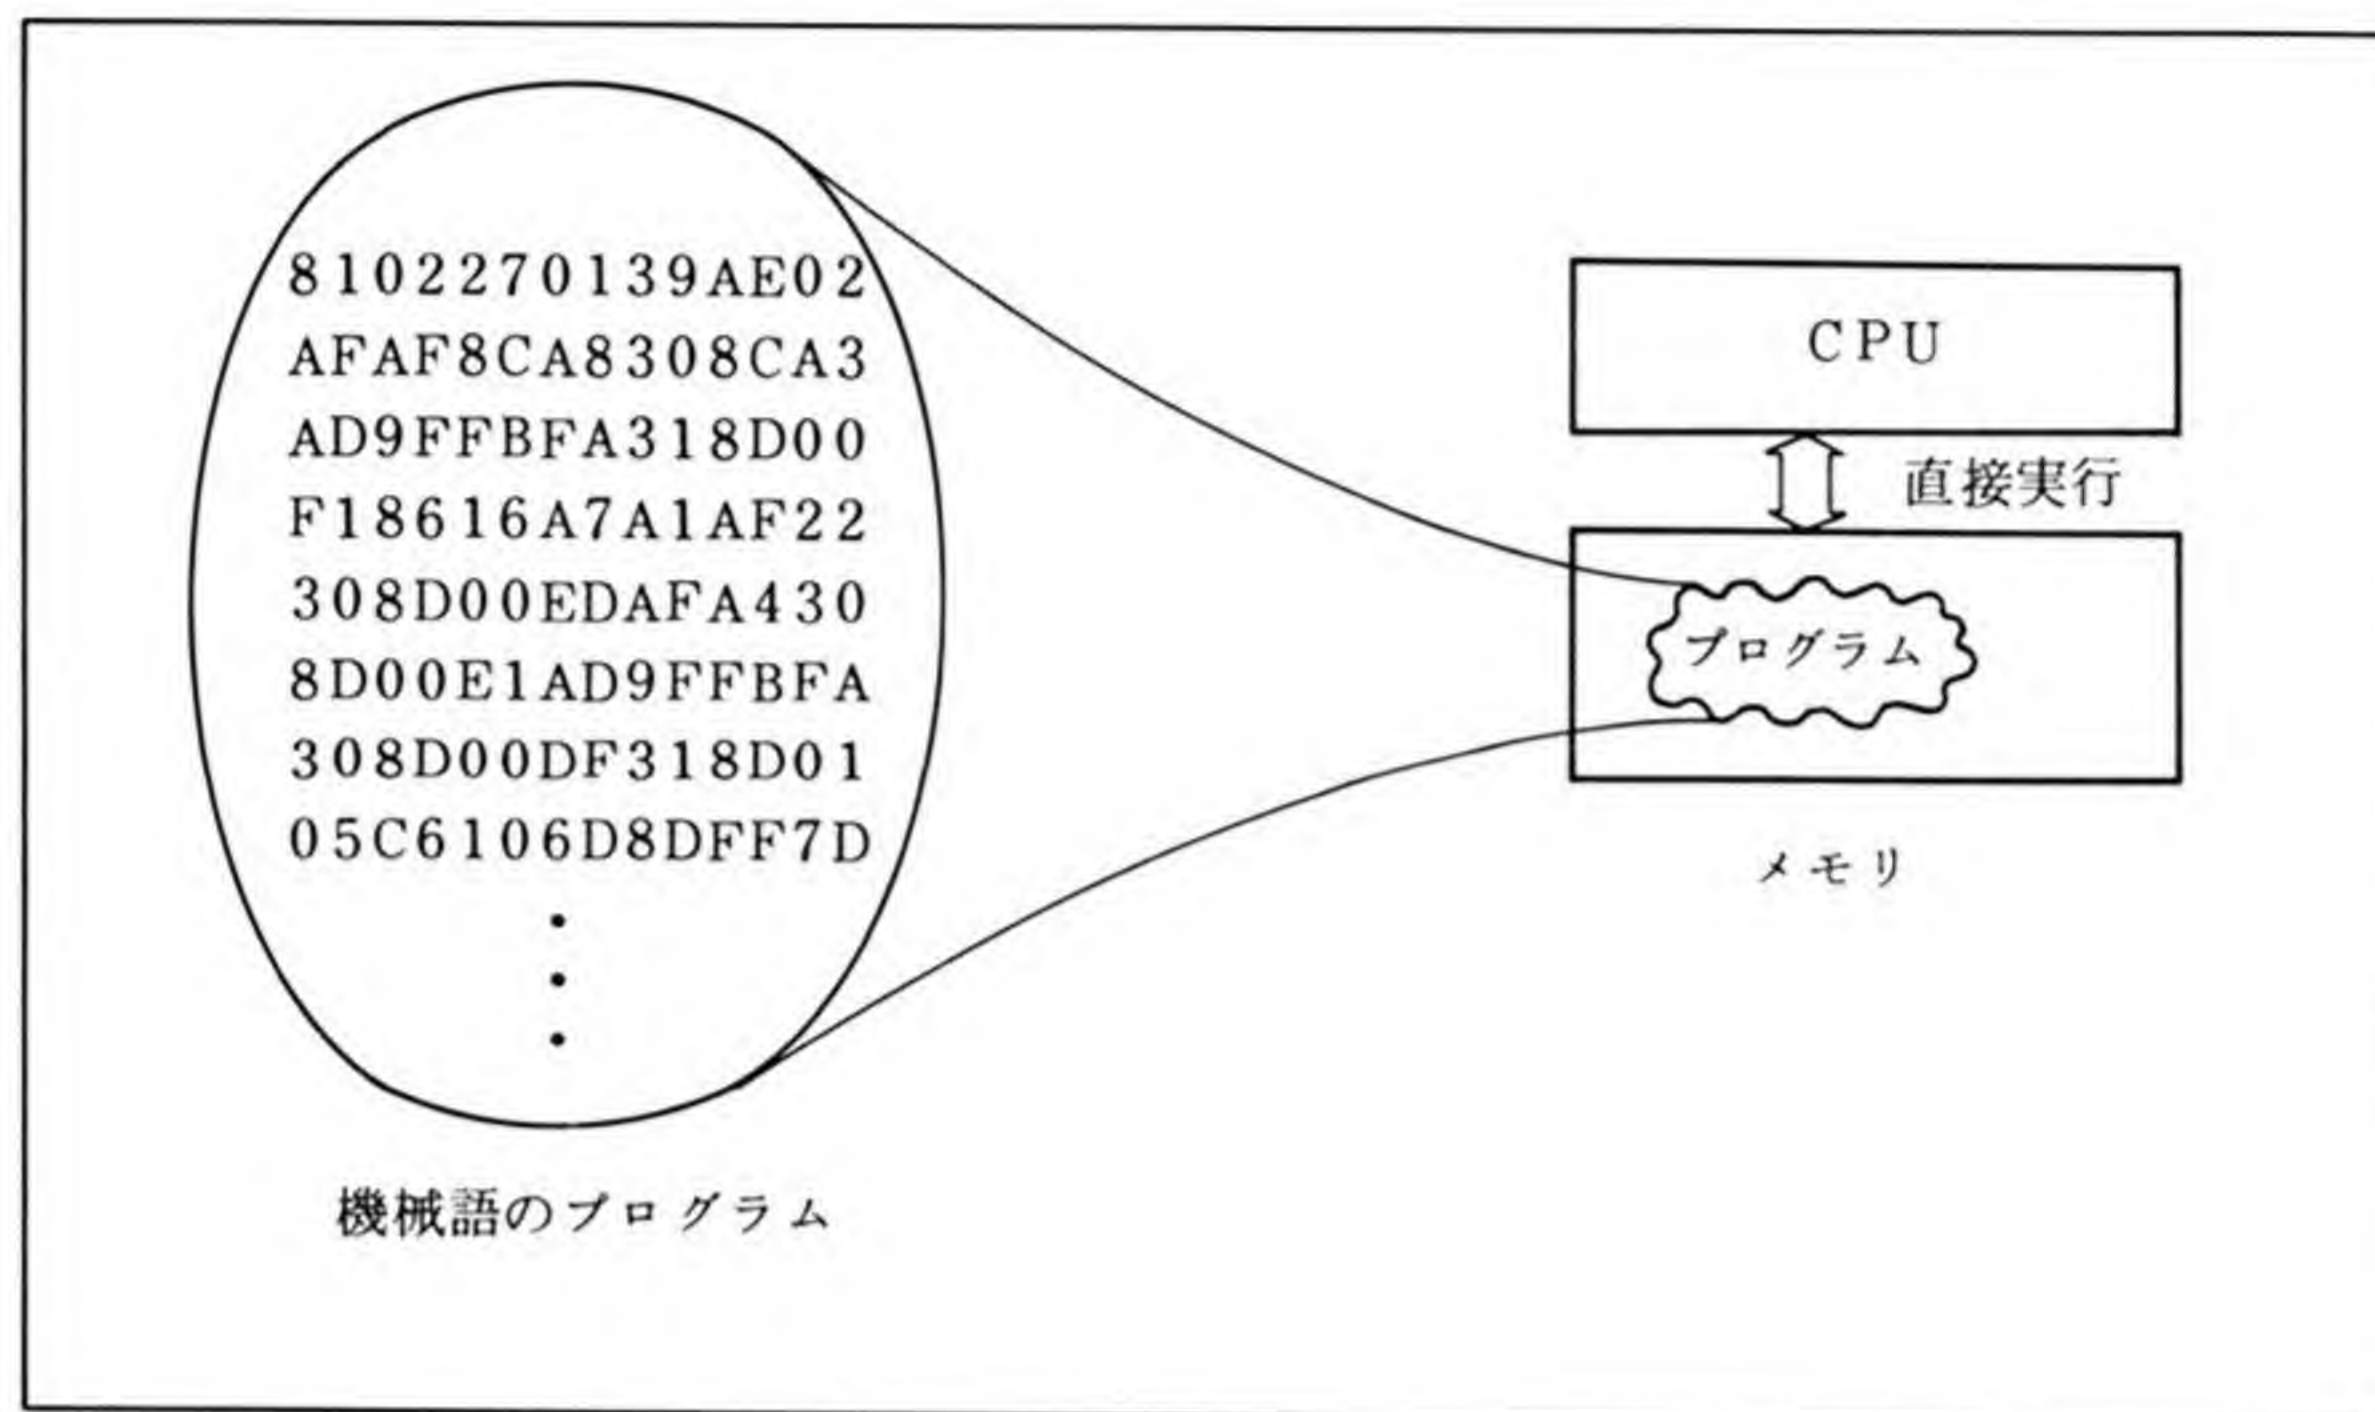 8102270139AE02
AFAF8CA8308CA3
AD9FFBFA318D00
F18616A7A1AF22
308D00EDAFA430
8D00E1AD9FFBFA
308D00DF318D01
05C6106D8DFF7D
機械語のプログラム
CPU
直接実行
プログラム
メモリ